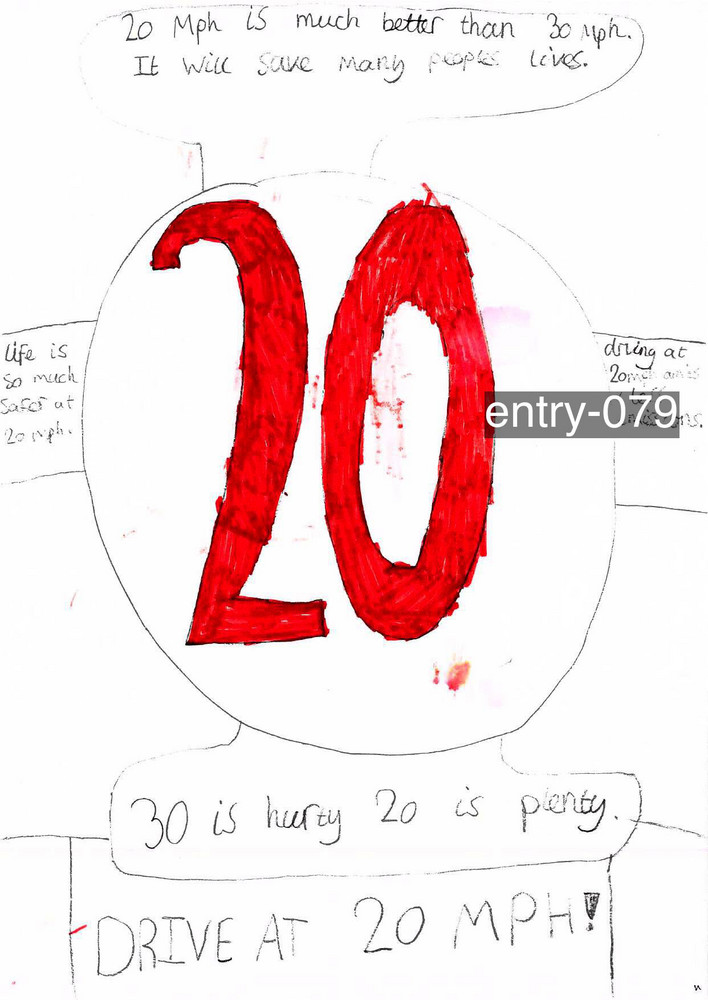 20 Mph is much better than 30 mph.
It will save many peoples lives.
20
life is
so much
safer at
20 mph.
driving at
20mph
entry-079
30 is hurty 20 is plenty.
DRIVE AT 20 MPH!